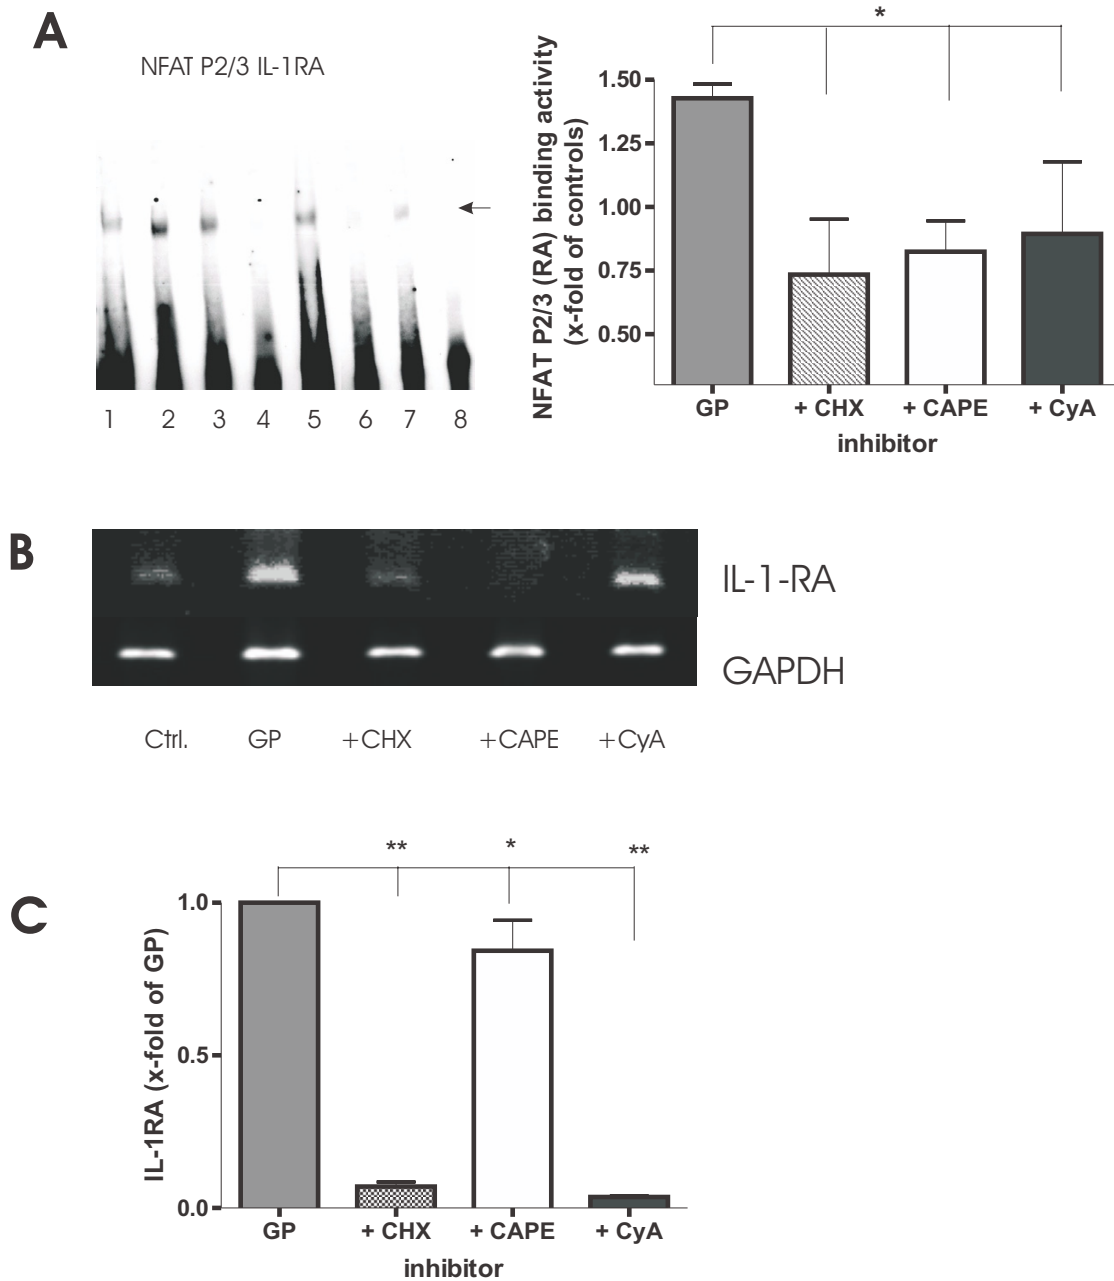 A
NFAT P2/3 IL-1RA
1 2 3 4 5 6 7 8
*
NFAT P2/3 (RA) binding activity
(x-fold of controls)
1.50
1.25
1.00
0.75
0.50
GP + CHX + CAPE + CyA
inhibitor
B
IL-1-RA
GAPDH
Ctrl. GP +CHX +CAPE +CyA
C
** * **
IL-1RA (x-fold of GP)
1.0
0.5
0.0
GP + CHX + CAPE + CyA
inhibitor